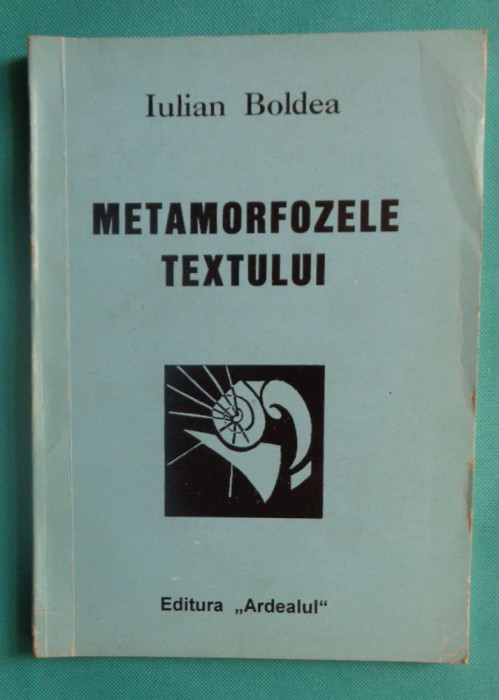 Iulian Boldea
METAMORFOZELE
TEXTULUI
Editura „Ardealul"